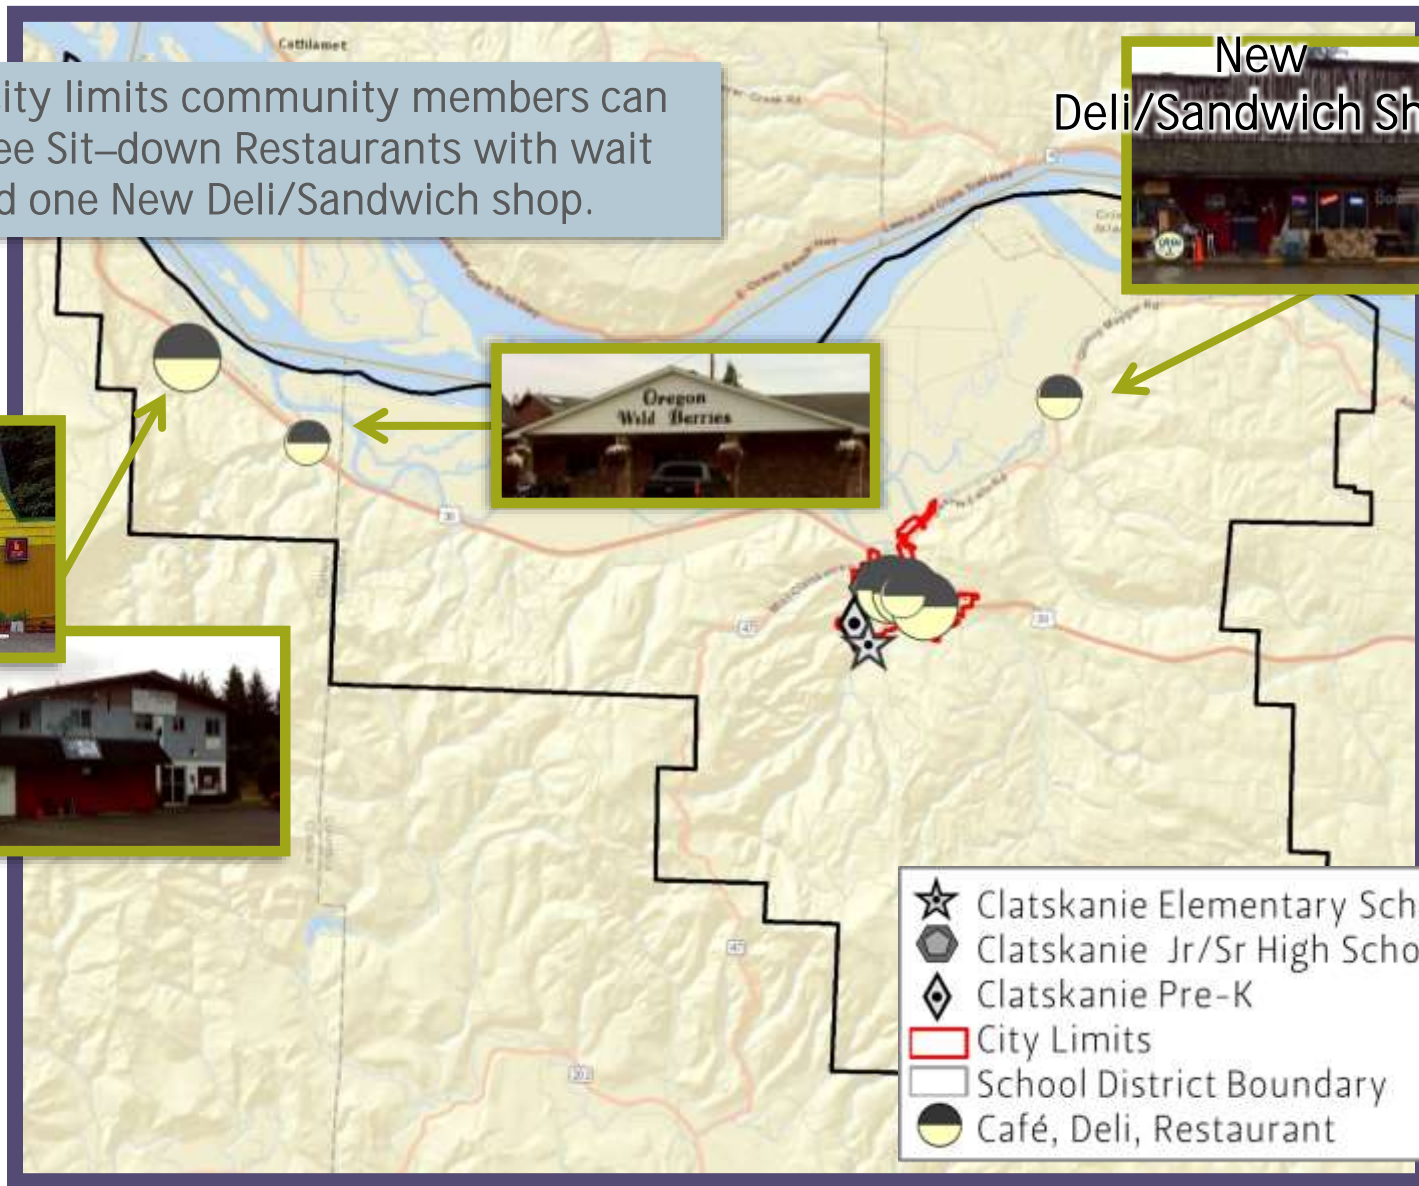 Cathlamet
ity limits community members can
ee Sit–down Restaurants with wait
d one New Deli/Sandwich shop.
New
Deli/Sandwich Sh
Oregon
Wild Berries
30
47
30
47
202
Clatskanie Elementary Sch
Clatskanie Jr/Sr High Scho
Clatskanie Pre-K
City Limits
School District Boundary
Café, Deli, Restaurant